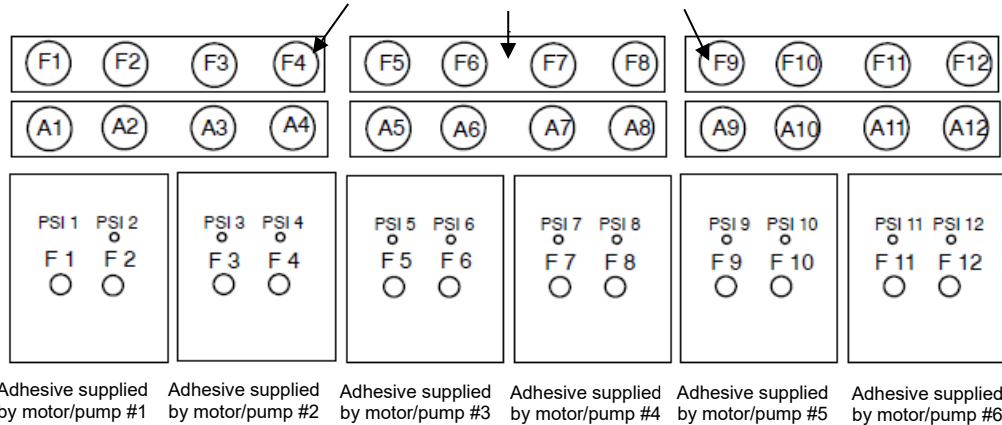 F1 F2 F3 F4 F5 F6 F7 F8 F9 F10 F11 F12
A1 A2 A3 A4 A5 A6 A7 A8 A9 A10 A11 A12
PSI 1 PSI 2 PSI 3 PSI 4 PSI 5 PSI 6 PSI 7 PSI 8 PSI 9 PSI 10 PSI 11 PSI 12
F 1 F 2 F 3 F 4 F 5 F 6 F 7 F 8 F 9 F 10 F 11 F 12
Adhesive supplied
by motor/pump #1
Adhesive supplied
by motor/pump #2
Adhesive supplied
by motor/pump #3
Adhesive supplied
by motor/pump #4
Adhesive supplied
by motor/pump #5
Adhesive supplied
by motor/pump #6